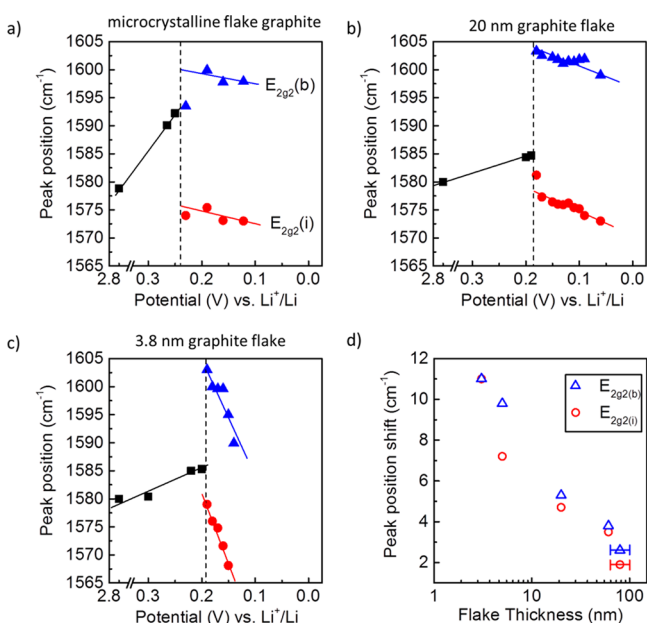 a) microcrystalline flake graphite
Peak position (cm⁻¹)
1605
1600
1595
1590
1585
1580
1575
1570
1565
E₂g₂(b)
E₂g₂(i)
2.8 0.3 0.2 0.1 0.0
Potential (V) vs. Li⁺/Li
b) 20 nm graphite flake
Peak position (cm⁻¹)
1605
1600
1595
1590
1585
1580
1575
1570
1565
2.8 0.3 0.2 0.1 0.0
Potential (V) vs. Li⁺/Li
c) 3.8 nm graphite flake
Peak position (cm⁻¹)
1605
1600
1595
1590
1585
1580
1575
1570
1565
2.8 0.3 0.2 0.1 0.0
Potential (V) vs. Li⁺/Li
d)
Peak position shift (cm⁻¹)
12
10
8
6
4
2
E₂g₂(b)
E₂g₂(i)
1 10 100
Flake Thickness (nm)